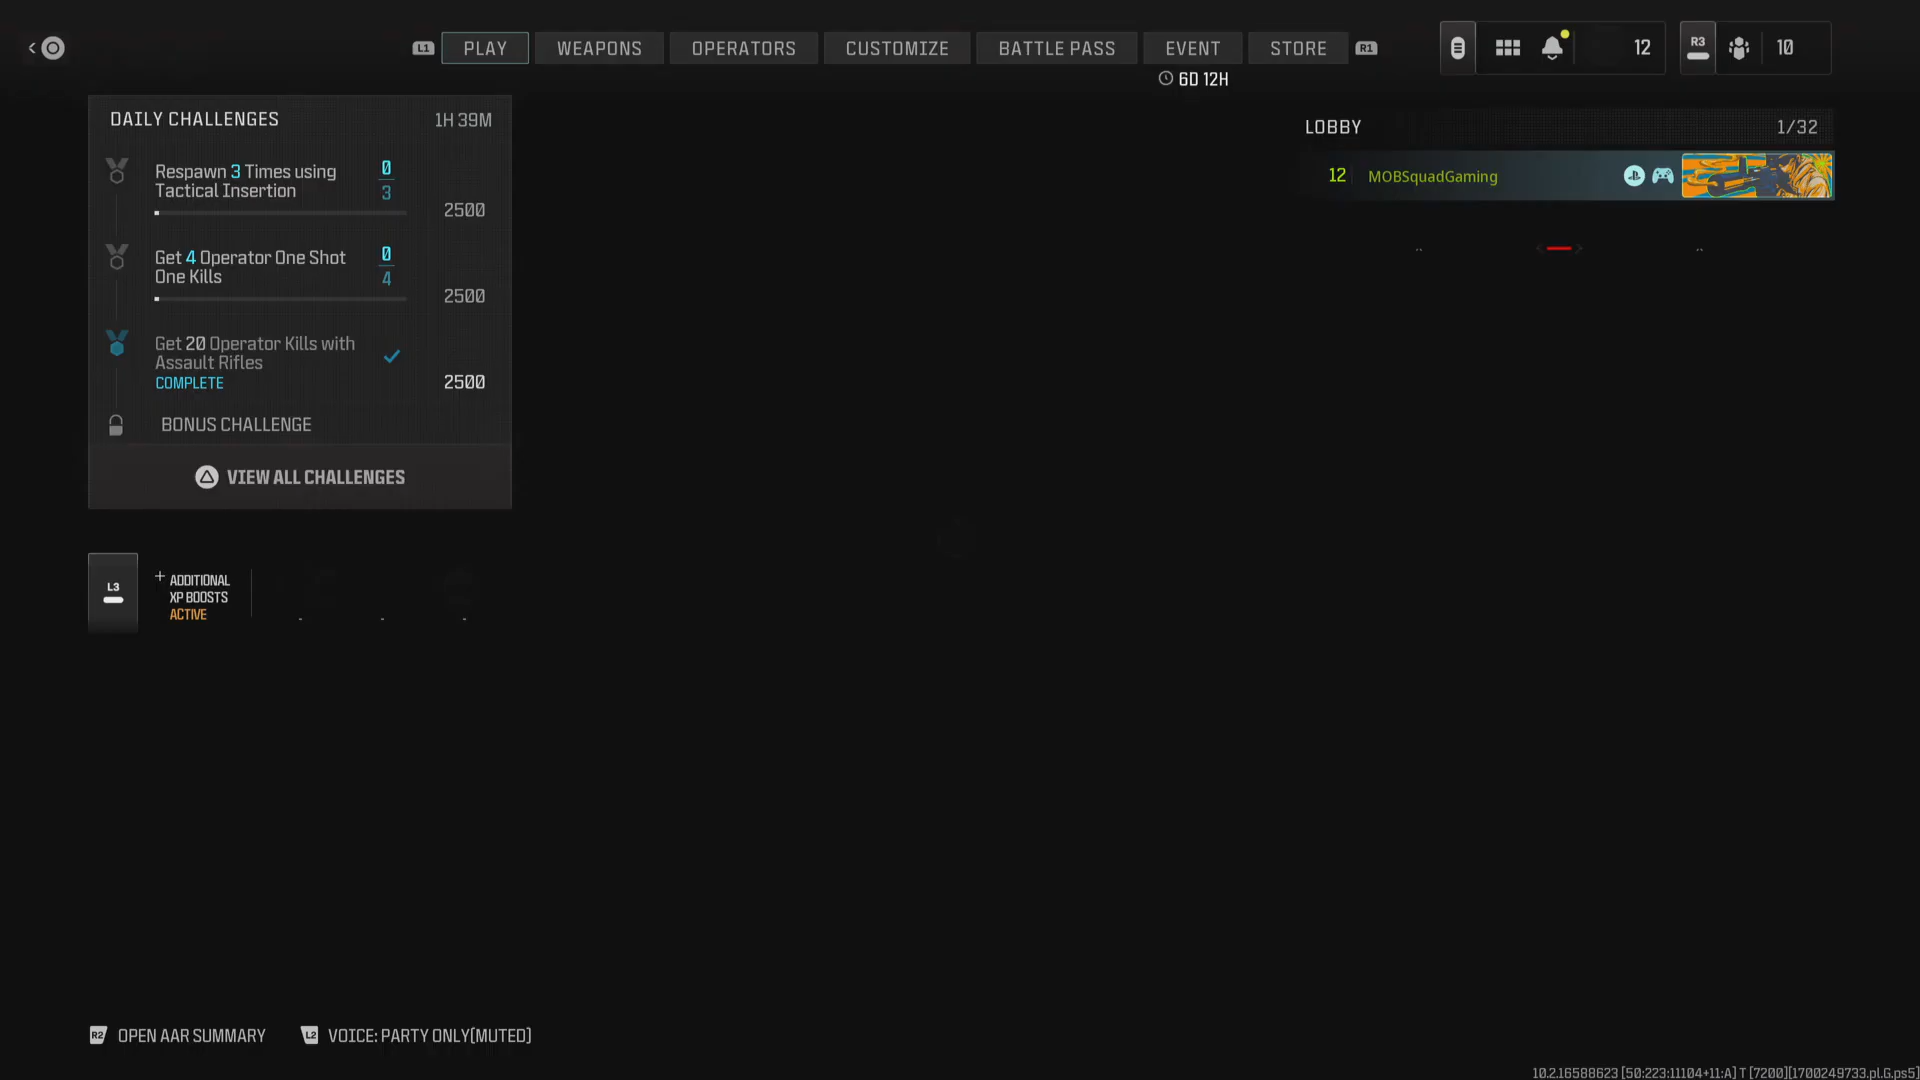 L1 PLAY WEAPONS OPERATORS CUSTOMIZE BATTLE PASS EVENT STORE R1 12 R3 10
6D 12H
DAILY CHALLENGES 1H 39M
Respawn 3 Times using
Tactical Insertion
0
3
2500
Get 4 Operator One Shot
One Kills
0
4
2500
Get 20 Operator Kills with
Assault Rifles
COMPLETE
2500
BONUS CHALLENGE
VIEW ALL CHALLENGES
LOBBY 1/32
12 MOBSquadGaming
L3
+ ADDITIONAL
XP BOOSTS
ACTIVE
R2 OPEN AAR SUMMARY L2 VOICE: PARTY ONLY[MUTED]
10.2.16588623 [50:223:11104+11:A] T [7200][1700249733.pl.G.ps5]